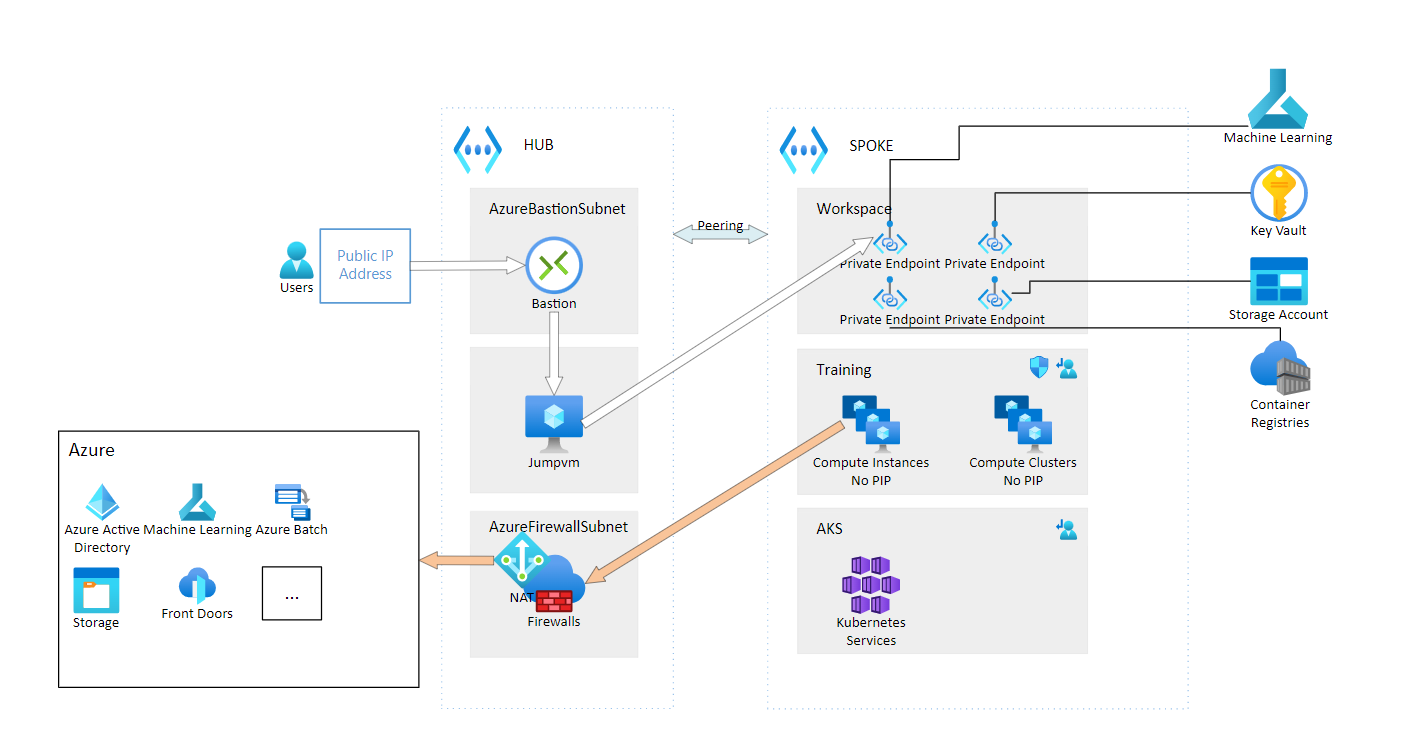 Users
Public IP
Address
HUB
AzureBastionSubnet
Bastion
Jumpvm
AzureFirewallSubnet
NAT
Firewalls
Peering
SPOKE
Workspace
Private Endpoint
Private Endpoint
Private Endpoint
Private Endpoint
Training
Compute Instances
No PIP
Compute Clusters
No PIP
AKS
Kubernetes
Services
Machine Learning
Key Vault
Storage Account
Container
Registries
Azure
Azure Active
Directory
Machine Learning
Azure Batch
Storage
Front Doors
...